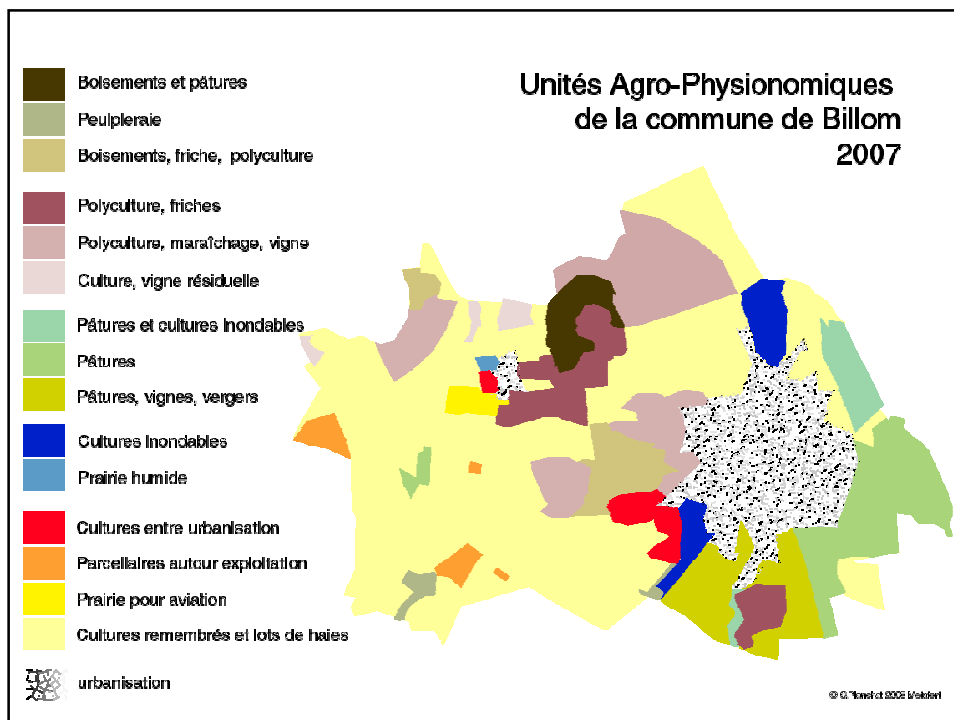 Unités Agro-Physionomiques
de la commune de Billom
2007
Boisements et pâtures
Peulpleraie
Boisements, friche, polyculture
Polyculture, friches
Polyculture, maraîchage, vigne
Culture, vigne résiduelle
Pâtures et cultures Inondables
Pâtures
Pâtures, vignes, vergers
Cultures Inondables
Prairie humide
Cultures entre urbanisation
Parcellaires autour exploitation
Prairie pour aviation
Cultures remembrés et lots de haies
urbanisation
©